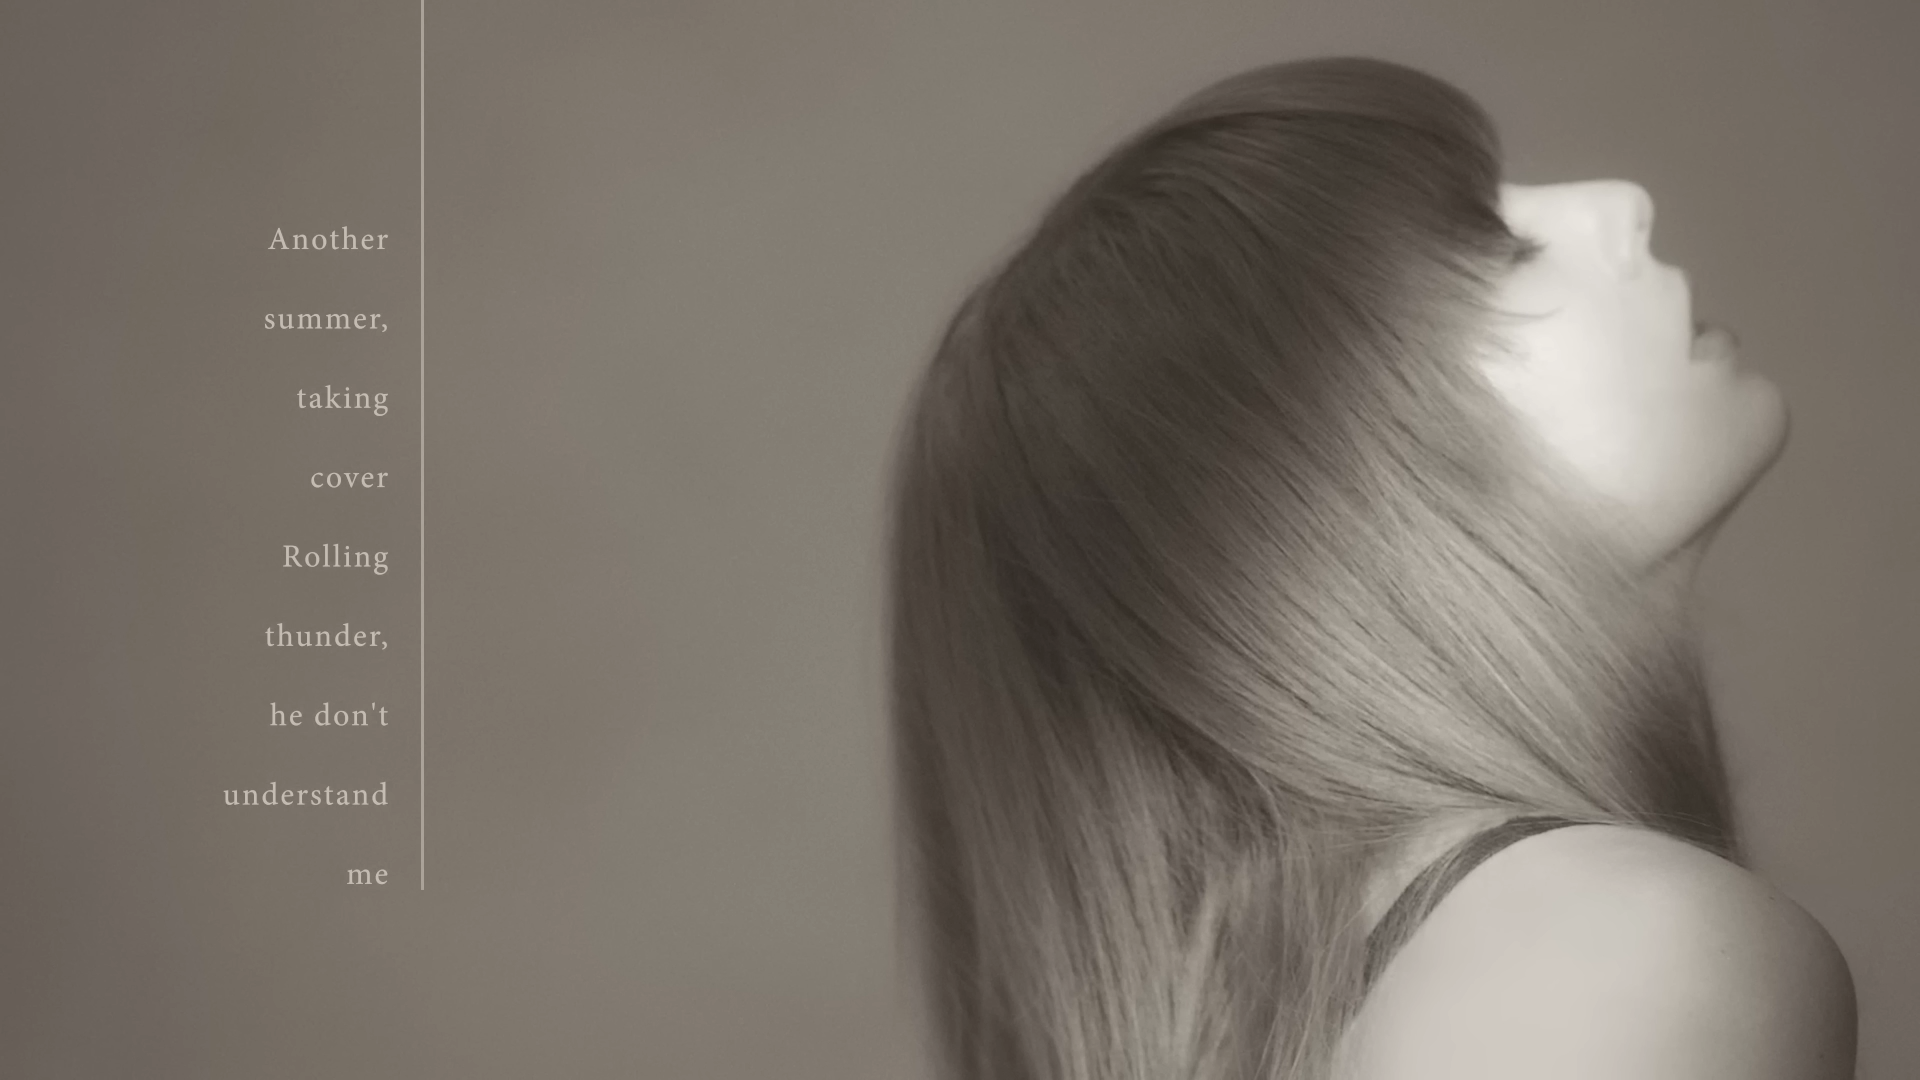 Another
summer,
taking
cover
Rolling
thunder,
he don't
understand
me